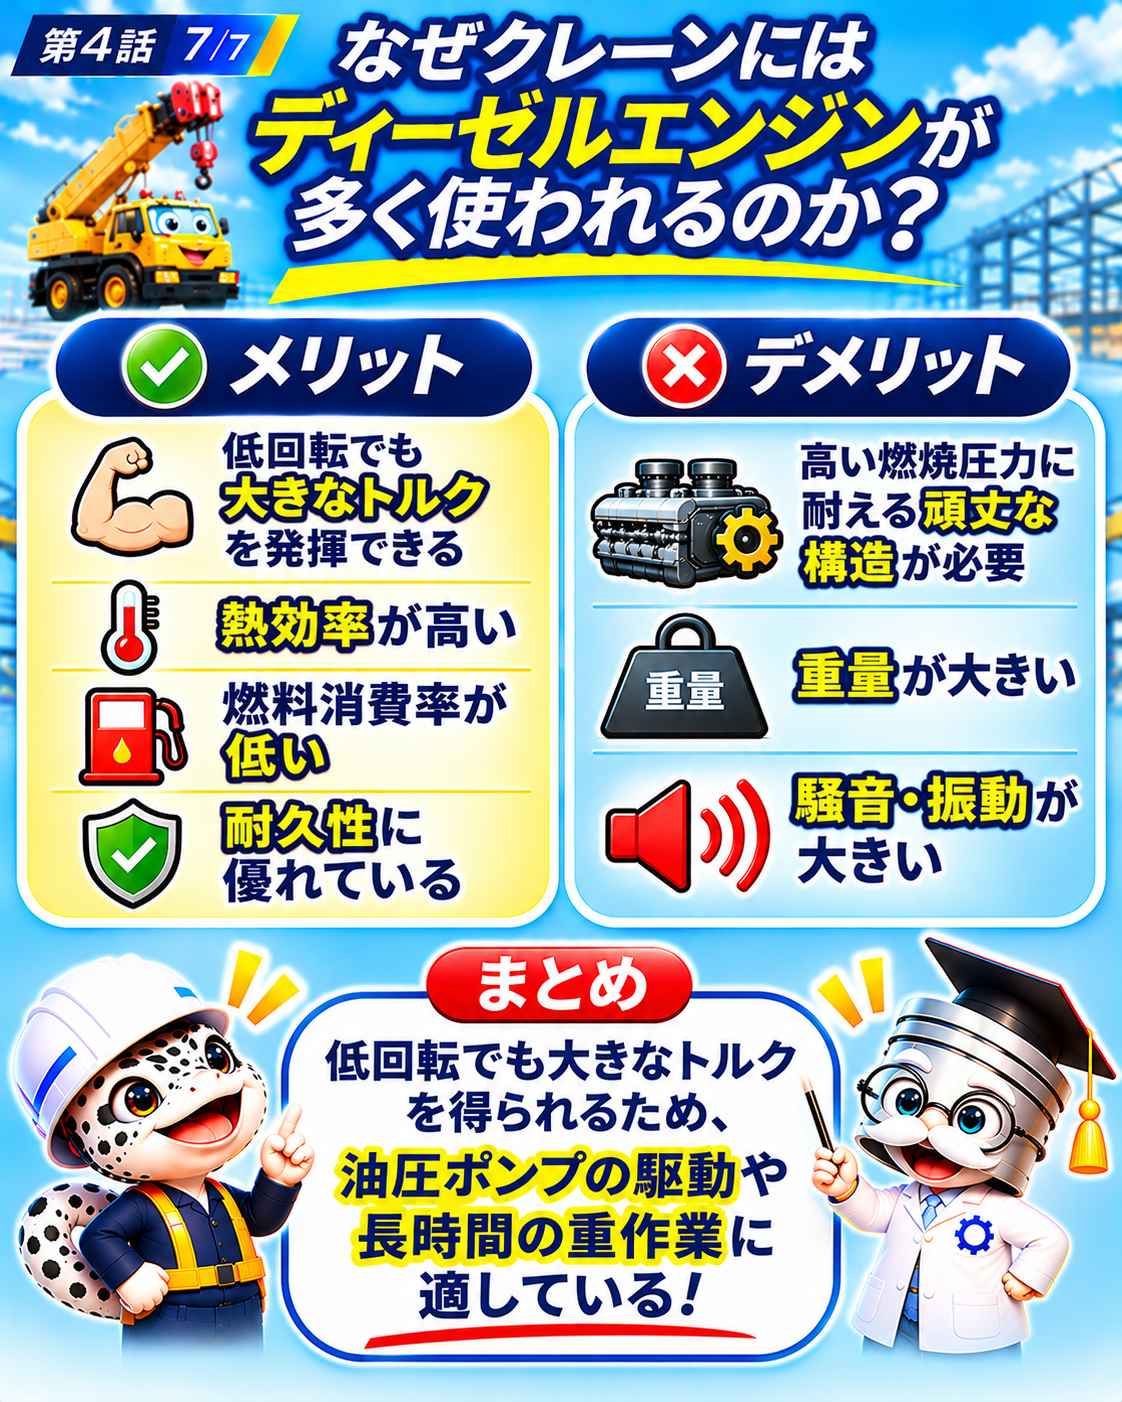 第4話 7/7
なぜクレーンには
ディーゼルエンジンが
多く使われるのか？
メリット
低回転でも
大きなトルク
を発揮できる
熱効率が高い
燃料消費率が
低い
耐久性に
優れている
デメリット
高い燃焼圧力に
耐える頑丈な
構造が必要
重量
重量が大きい
騒音・振動が
大きい
まとめ
低回転でも大きなトルク
を得られるため、
油圧ポンプの駆動や
長時間の重作業に
適している！